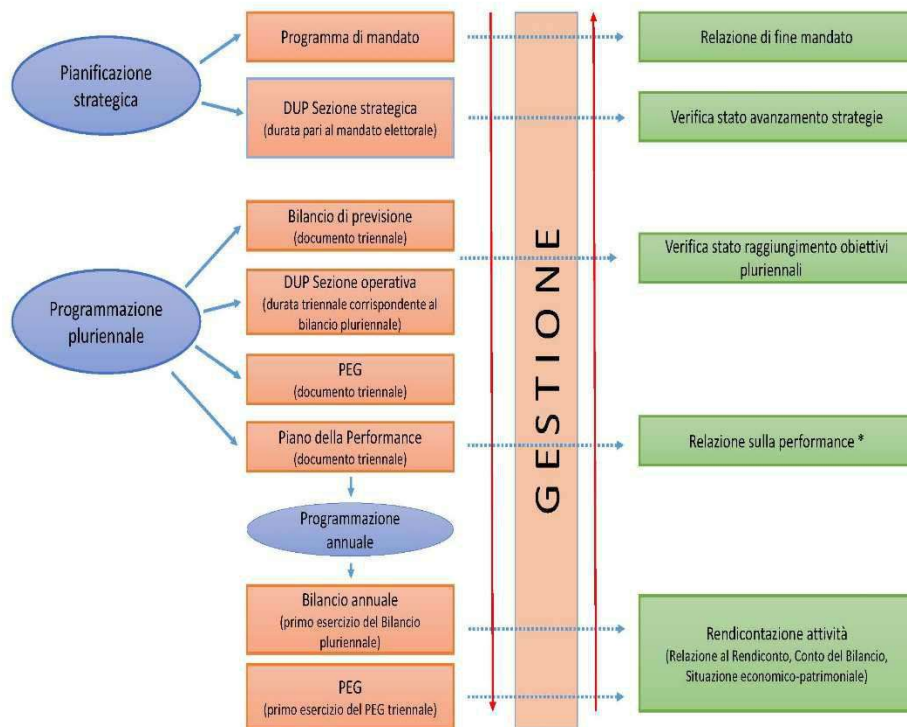 Pianificazione
strategica
Programma di mandato
Relazione di fine mandato
DUP Sezione strategica
(durata pari al mandato elettorale)
Verifica stato avanzamento strategie
Programmazione
pluriennale
Bilancio di previsione
(documento triennale)
DUP Sezione operativa
(durata triennale corrispondente al
bilancio pluriennale)
Verifica stato raggiungimento obiettivi
pluriennali
PEG
(documento triennale)
Piano della Performance
(documento triennale)
Relazione sulla performance *
GESTIONE
Programmazione
annuale
Bilancio annuale
(primo esercizio del Bilancio
pluriennale)
PEG
(primo esercizio del PEG triennale)
Rendicontazione attività
(Relazione al Rendiconto, Conto del Bilancio,
Situazione economico-patrimoniale)